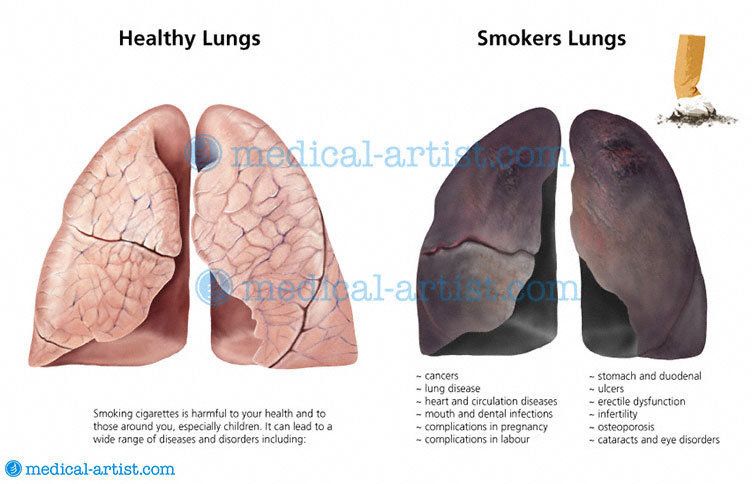 Healthy Lungs
Smokers Lungs
medical-artist.com
medical-artist.com
Smoking cigarettes is harmful to your health and to
those around you, especially children. It can lead to a
wide range of diseases and disorders including:
~ cancers
~ lung disease
~ heart and circulation diseases
~ mouth and dental infections
~ complications in pregnancy
~ complications in labour
~ stomach and duodenal
~ ulcers
~ erectile dysfunction
~ infertility
~ osteoporosis
~ cataracts and eye disorders
medical-artist.com